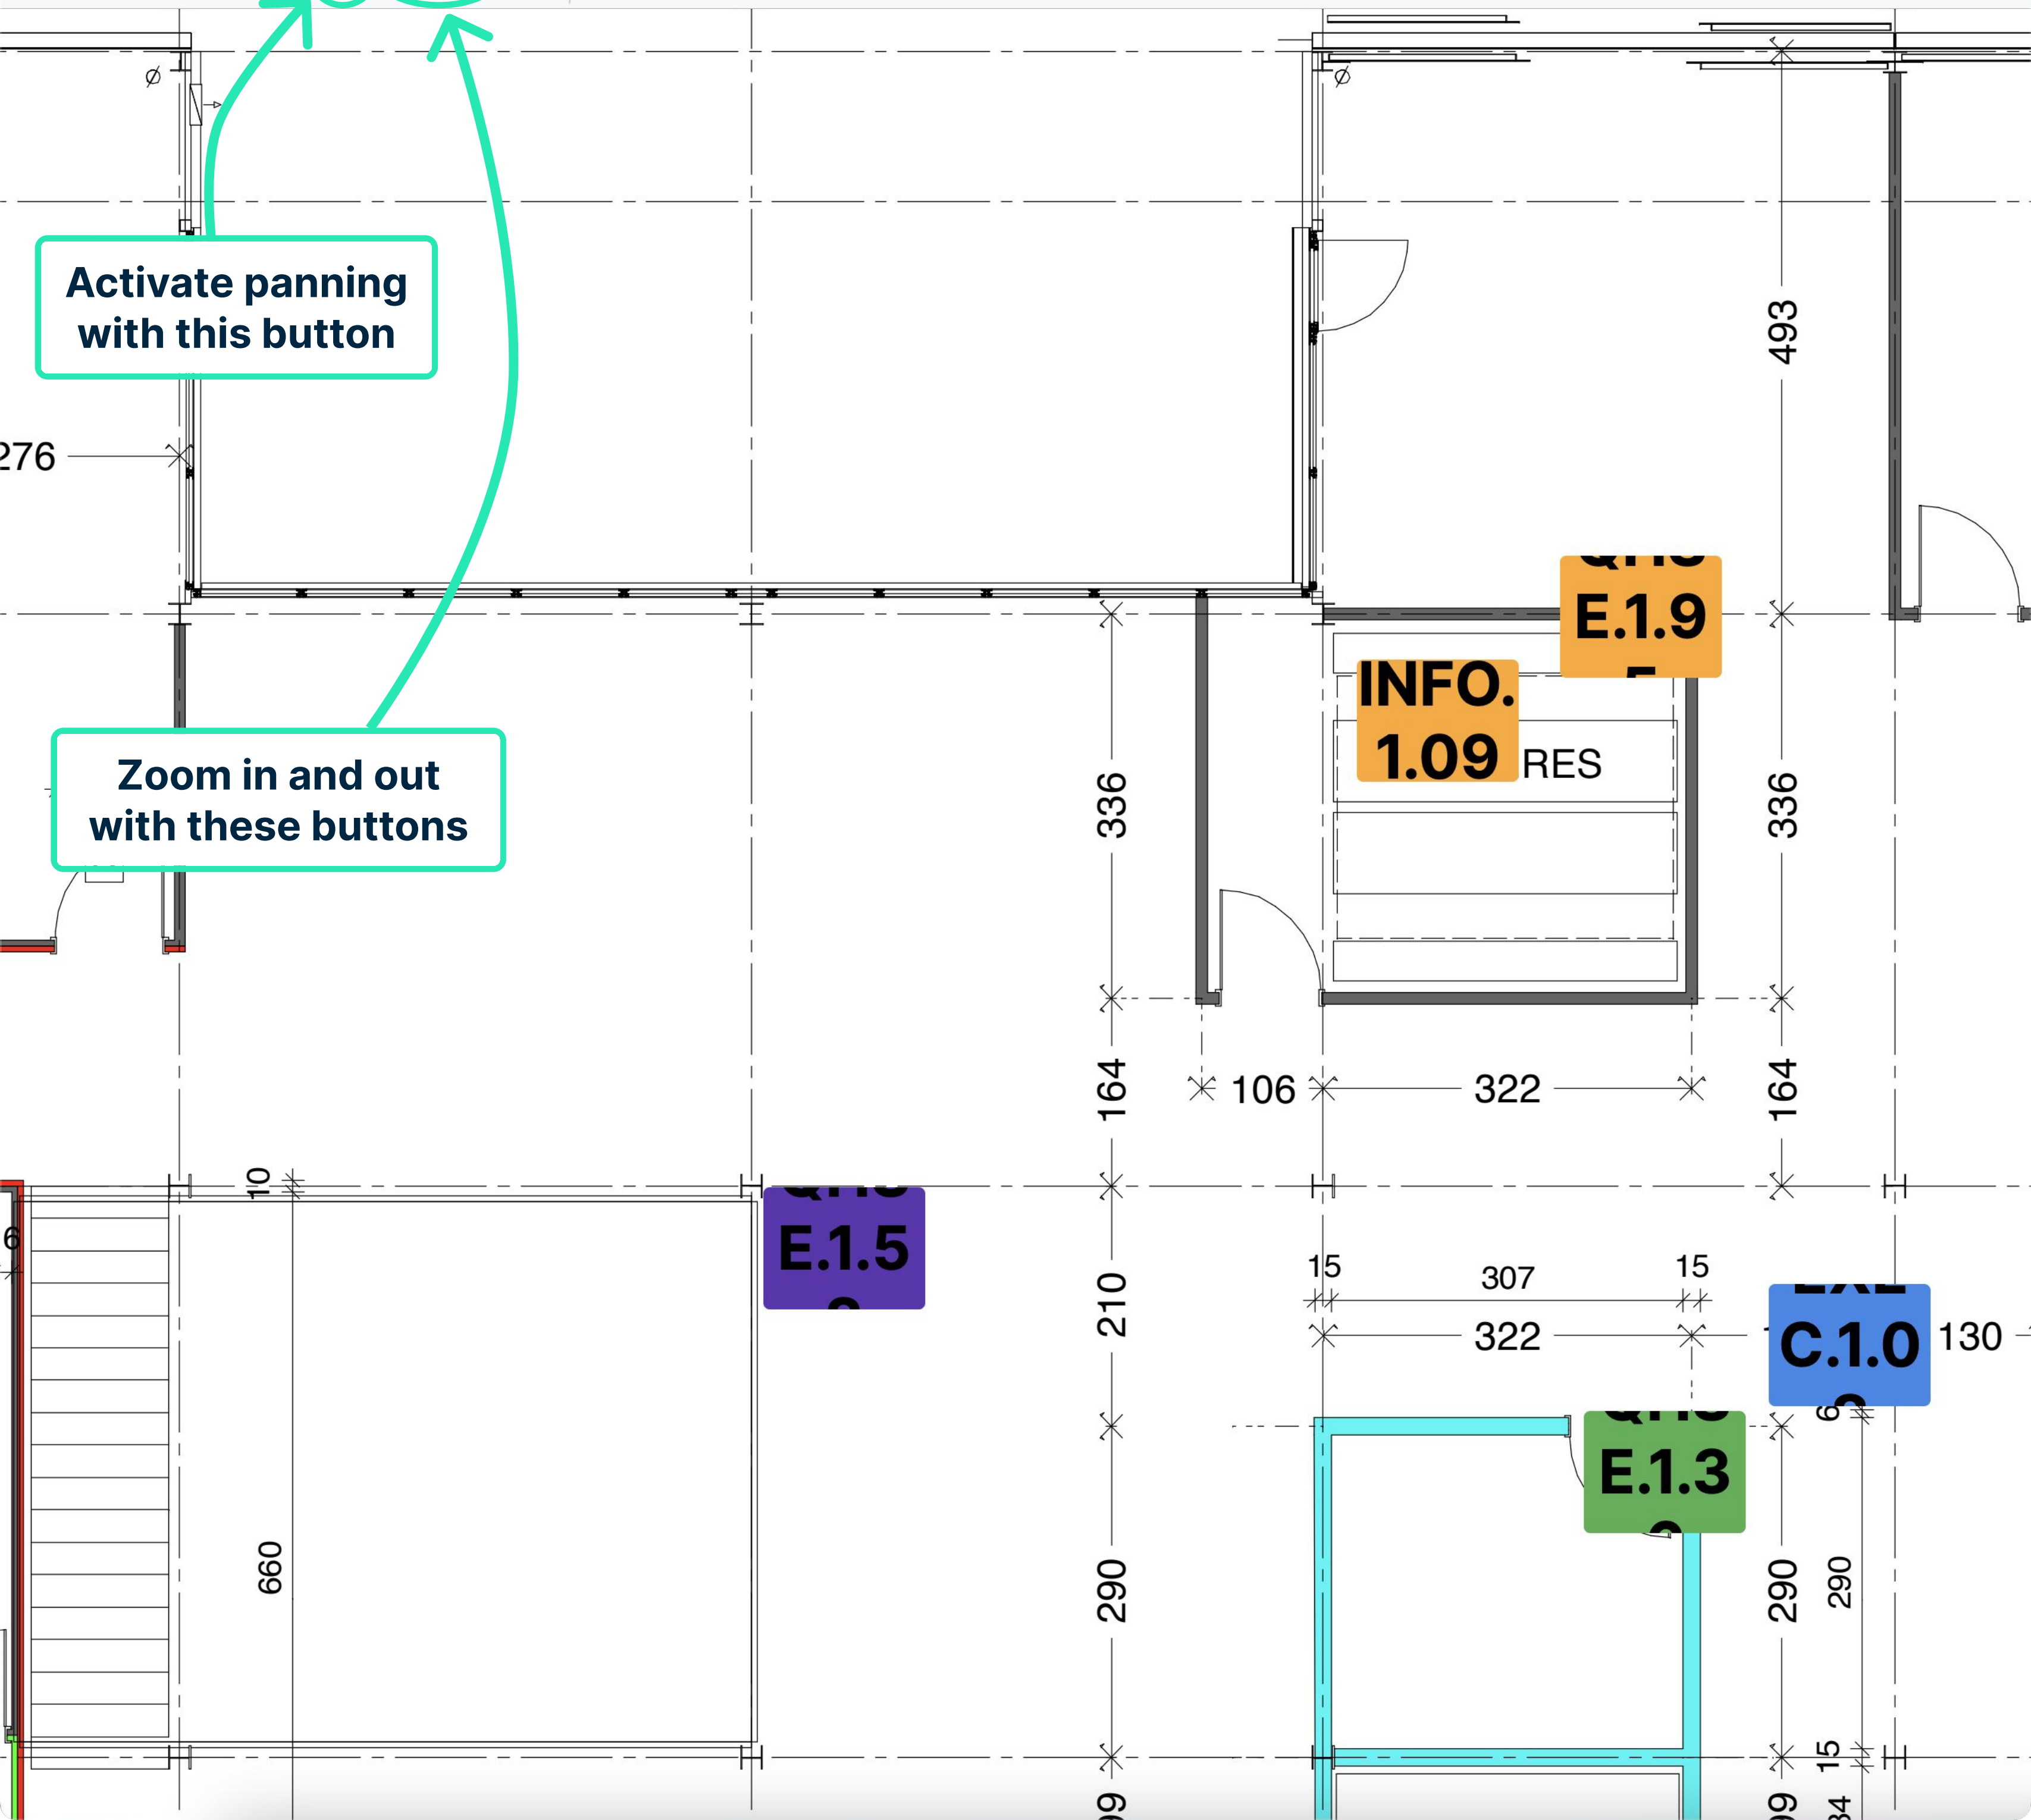 Ø
Ø
Activate panning
with this button
493
276
E.1.9
INFO.
1.09
RES
Zoom in and out
with these buttons
336
336
164
106
322
164
10
6
E.1.5
210
15
307
15
322
C.1.0
130
6
E.1.3
660
290
290
290
15